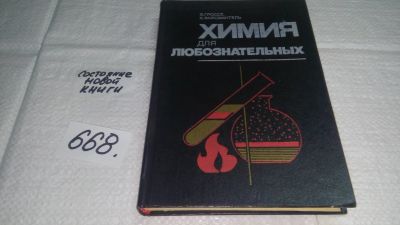 состояние
новой
книги
668.
Э.ГРОССЕ
Х.ВАЙСМАНТЕЛЬ
ХИМИЯ
ДЛЯ
ЛЮБОЗНАТЕЛЬНЫХ